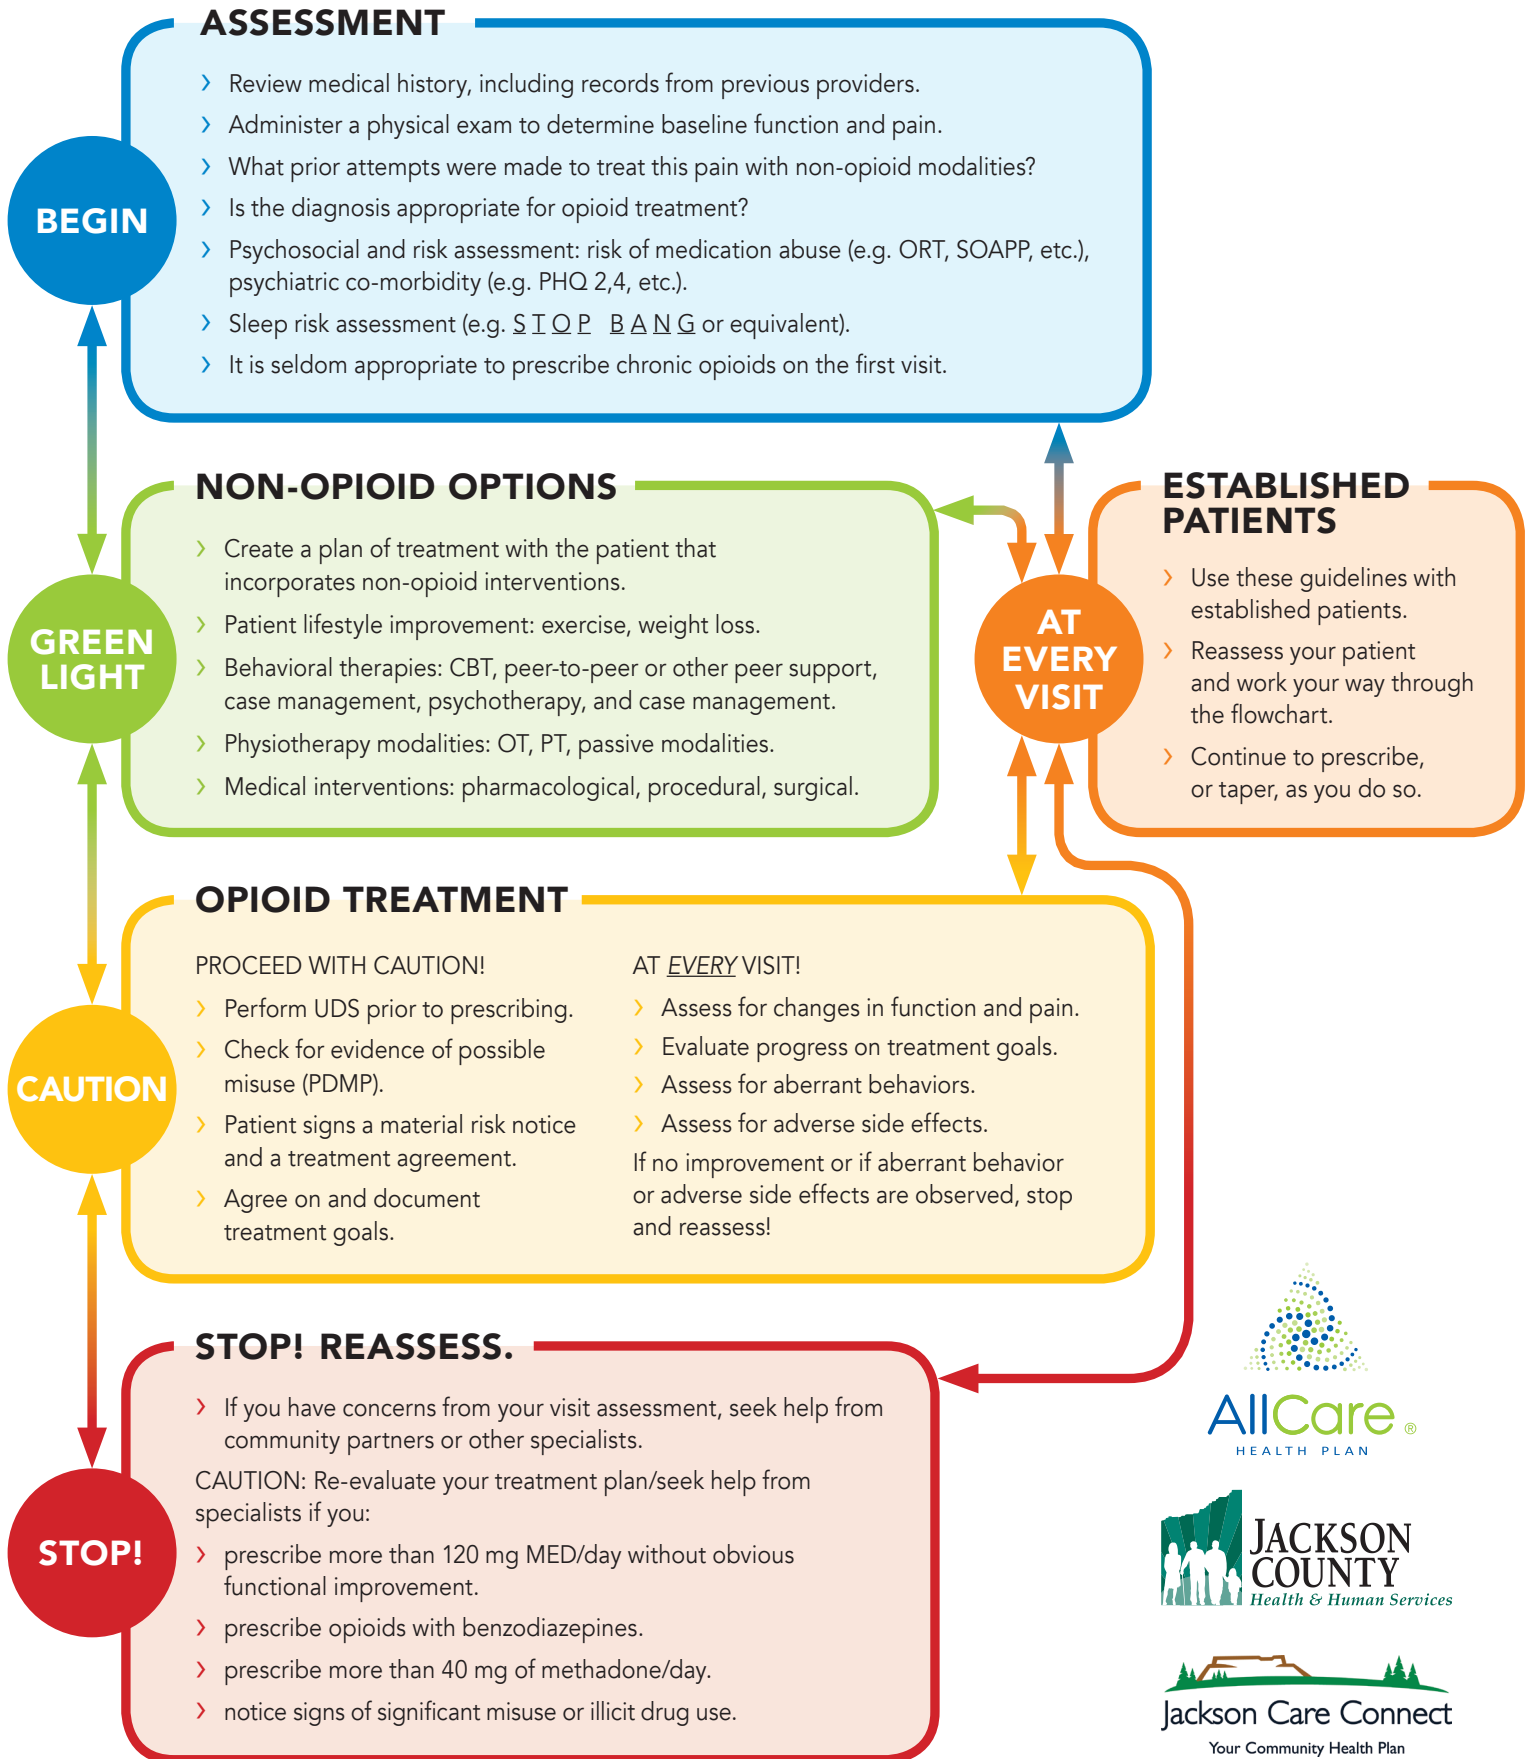 ASSESSMENT
› Review medical history, including records from previous providers.
› Administer a physical exam to determine baseline function and pain.
› What prior attempts were made to treat this pain with non-opioid modalities?
› Is the diagnosis appropriate for opioid treatment?
› Psychosocial and risk assessment: risk of medication abuse (e.g. ORT, SOAPP, etc.),
psychiatric co-morbidity (e.g. PHQ 2,4, etc.).
› Sleep risk assessment (e.g. S T O P B A N G or equivalent).
› It is seldom appropriate to prescribe chronic opioids on the first visit.
BEGIN
NON-OPIOID OPTIONS
› Create a plan of treatment with the patient that
incorporates non-opioid interventions.
› Patient lifestyle improvement: exercise, weight loss.
› Behavioral therapies: CBT, peer-to-peer or other peer support,
case management, psychotherapy, and case management.
› Physiotherapy modalities: OT, PT, passive modalities.
› Medical interventions: pharmacological, procedural, surgical.
GREEN
LIGHT
ESTABLISHED
PATIENTS
› Use these guidelines with
established patients.
› Reassess your patient
and work your way through
the flowchart.
› Continue to prescribe,
or taper, as you do so.
AT
EVERY
VISIT
OPIOID TREATMENT
PROCEED WITH CAUTION!
› Perform UDS prior to prescribing.
› Check for evidence of possible
misuse (PDMP).
› Patient signs a material risk notice
and a treatment agreement.
› Agree on and document
treatment goals.
AT EVERY VISIT!
› Assess for changes in function and pain.
› Evaluate progress on treatment goals.
› Assess for aberrant behaviors.
› Assess for adverse side effects.
If no improvement or if aberrant behavior
or adverse side effects are observed, stop
and reassess!
CAUTION
STOP! REASSESS.
› If you have concerns from your visit assessment, seek help from
community partners or other specialists.
CAUTION: Re-evaluate your treatment plan/seek help from
specialists if you:
› prescribe more than 120 mg MED/day without obvious
functional improvement.
› prescribe opioids with benzodiazepines.
› prescribe more than 40 mg of methadone/day.
› notice signs of significant misuse or illicit drug use.
STOP!
AllCare ®
HEALTH PLAN
JACKSON
COUNTY
Health & Human Services
Jackson Care Connect
Your Community Health Plan